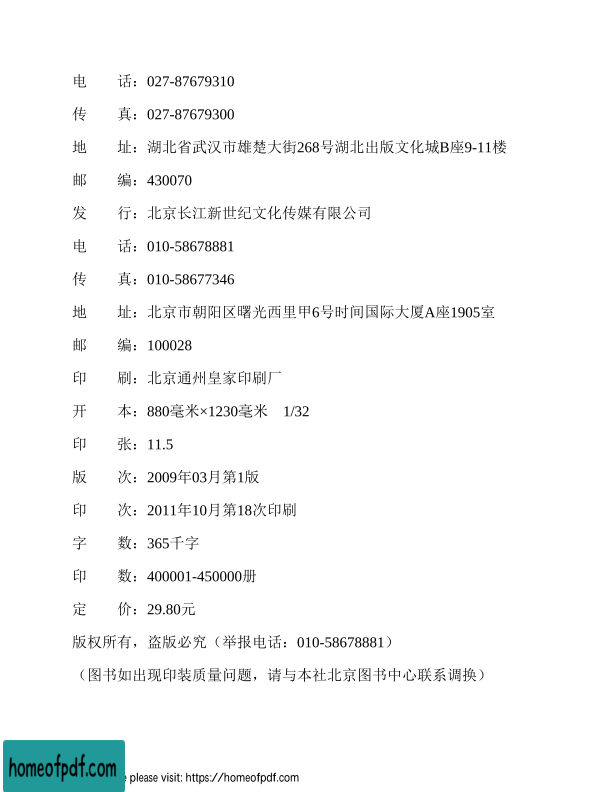 电　　话：027-87679310
传　　真：027-87679300
地　　址：湖北省武汉市雄楚大街268号湖北出版文化城B座9-11楼
邮　　编：430070
发　　行：北京长江新世纪文化传媒有限公司
电　　话：010-58678881
传　　真：010-58677346
地　　址：北京市朝阳区曙光西里甲6号时间国际大厦A座1905室
邮　　编：100028
印　　刷：北京通州皇家印刷厂
开　　本：880毫米×1230毫米　1/32
印　　张：11.5
版　　次：2009年03月第1版
印　　次：2011年10月第18次印刷
字　　数：365千字
印　　数：400001-450000册
定　　价：29.80元
版权所有，盗版必究（举报电话：010-58678881）
（图书如出现印装质量问题，请与本社北京图书中心联系调换）
homeofpdf.com
please visit: https://homeofpdf.com